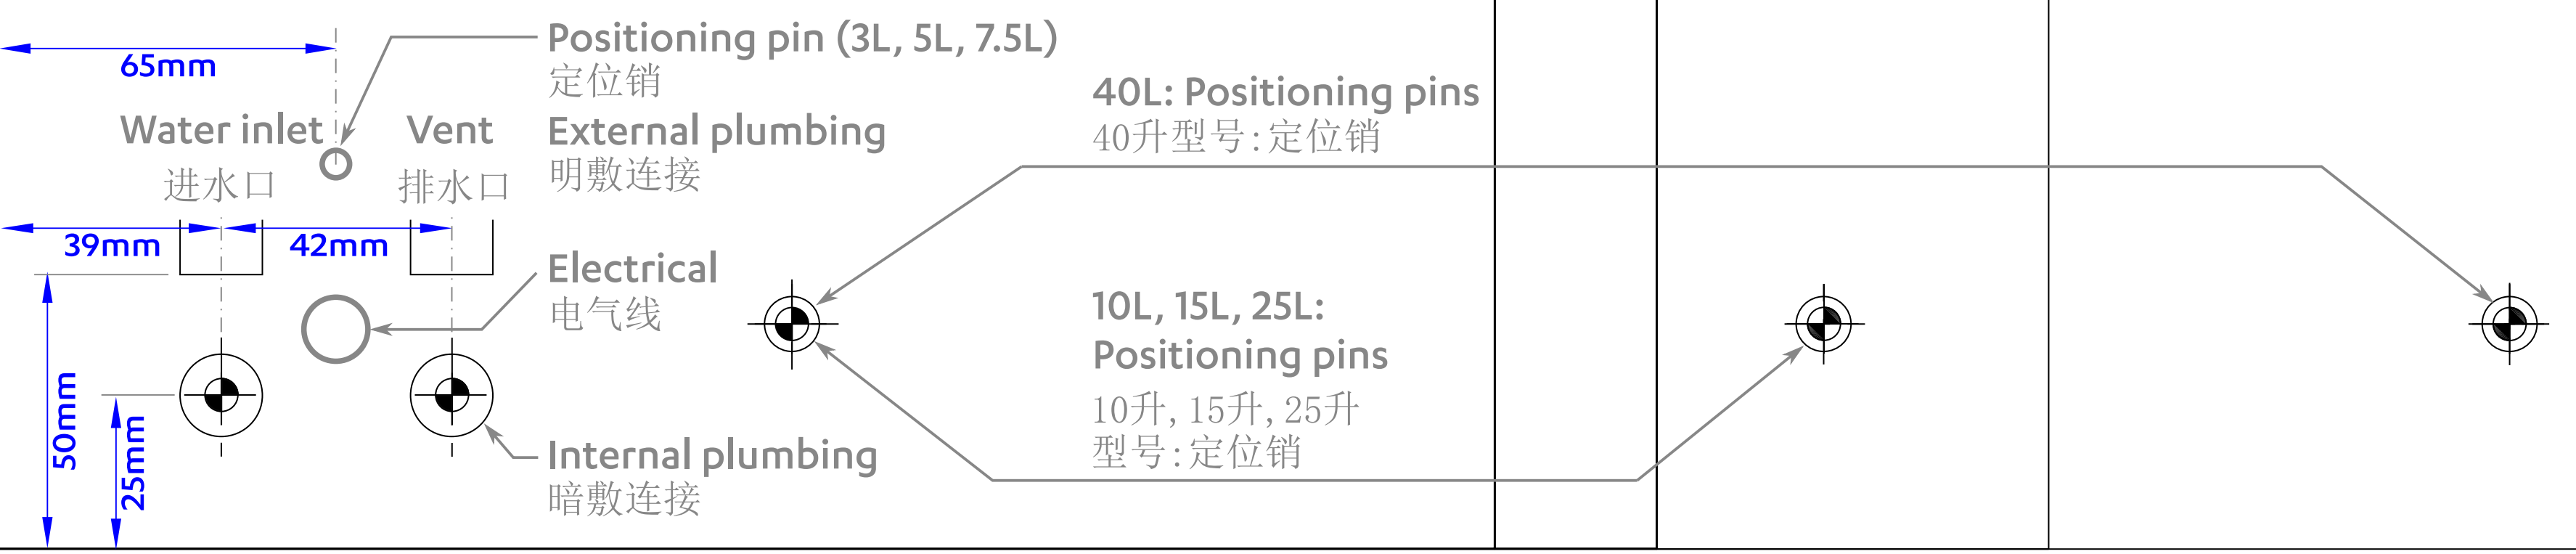 65mm
Positioning pin (3L, 5L, 7.5L)
定位销
Water inlet
进水口
Vent
排水口
External plumbing
明敷连接
39mm
42mm
Electrical
电气线
50mm
25mm
Internal plumbing
暗敷连接
40L: Positioning pins
40升型号:定位销
10L, 15L, 25L:
Positioning pins
10升, 15升, 25升
型号:定位销